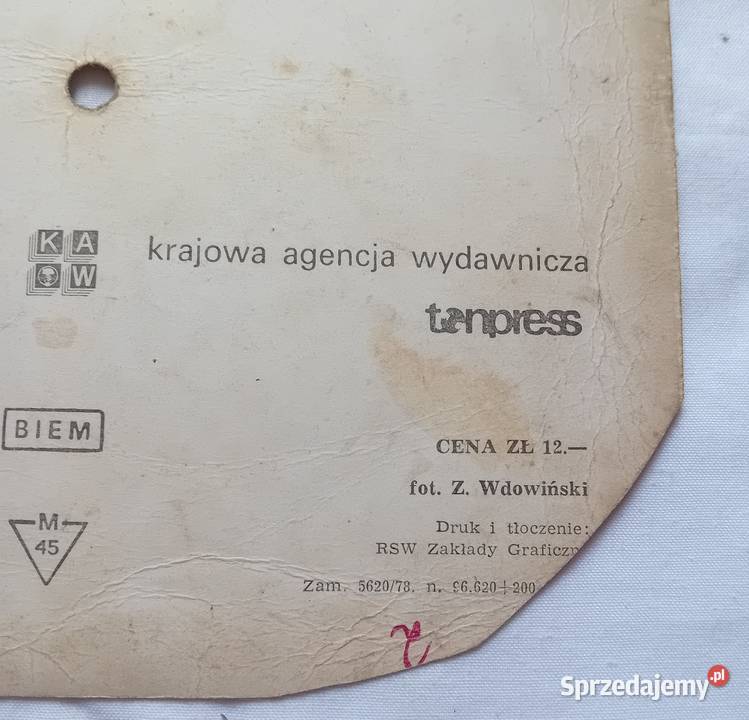 K A
W
krajowa agencja wydawnicza
tonpress
BIEM
CENA ZŁ 12.—
fot. Z. Wdowiński
M
45
Druk i tłoczenie:
RSW Zakłady Graficzn
Zam. 5620/78. n. 96.620+200
Sprzedajemy.pl